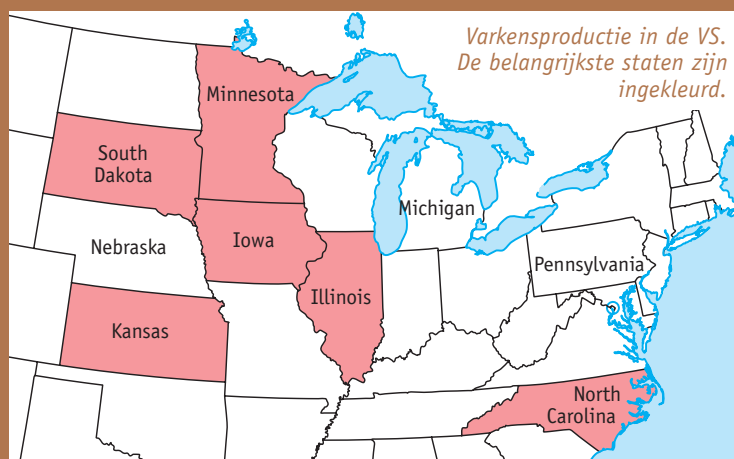 Varkensproductie in de VS.
De belangrijkste staten zijn
ingekleurd.
Minnesota
South
Dakota
Michigan
Nebraska
Iowa
Pennsylvania
Illinois
Kansas
North
Carolina